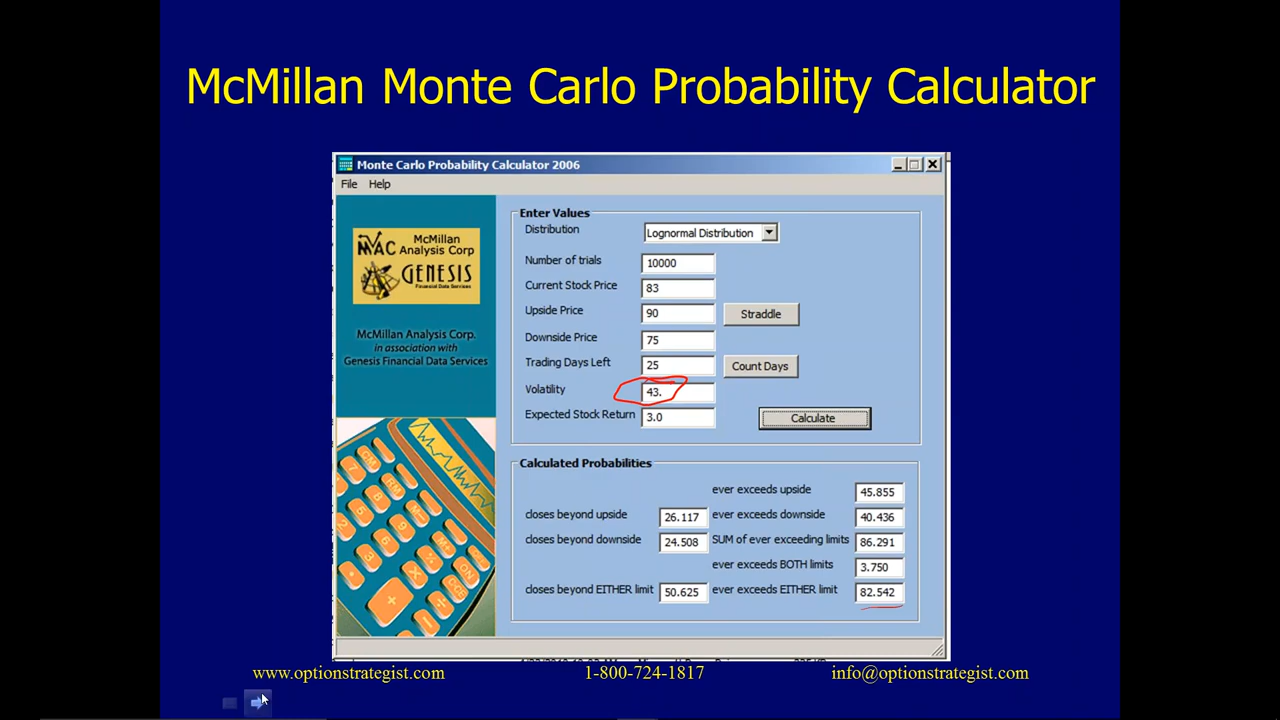 McMillan Monte Carlo Probability Calculator
Monte Carlo Probability Calculator 2006
File Help
McMillan
Analysis Corp
MAC
GENESIS
Financial Data Services
McMillan Analysis Corp.
in association with
Genesis Financial Data Services
Enter Values
Distribution Lognormal Distribution
Number of trials 10000
Current Stock Price 83
Upside Price 90 Straddle
Downside Price 75
Trading Days Left 25 Count Days
Volatility 43.
Expected Stock Return 3.0 Calculate
Calculated Probabilities
ever exceeds upside 45.855
closes beyond upside 26.117 ever exceeds downside 40.436
closes beyond downside 24.508 SUM of ever exceeding limits 86.291
ever exceeds BOTH limits 3.750
closes beyond EITHER limit 50.625 ever exceeds EITHER limit 82.542
www.optionstrategist.com 1-800-724-1817 info@optionstrategist.com